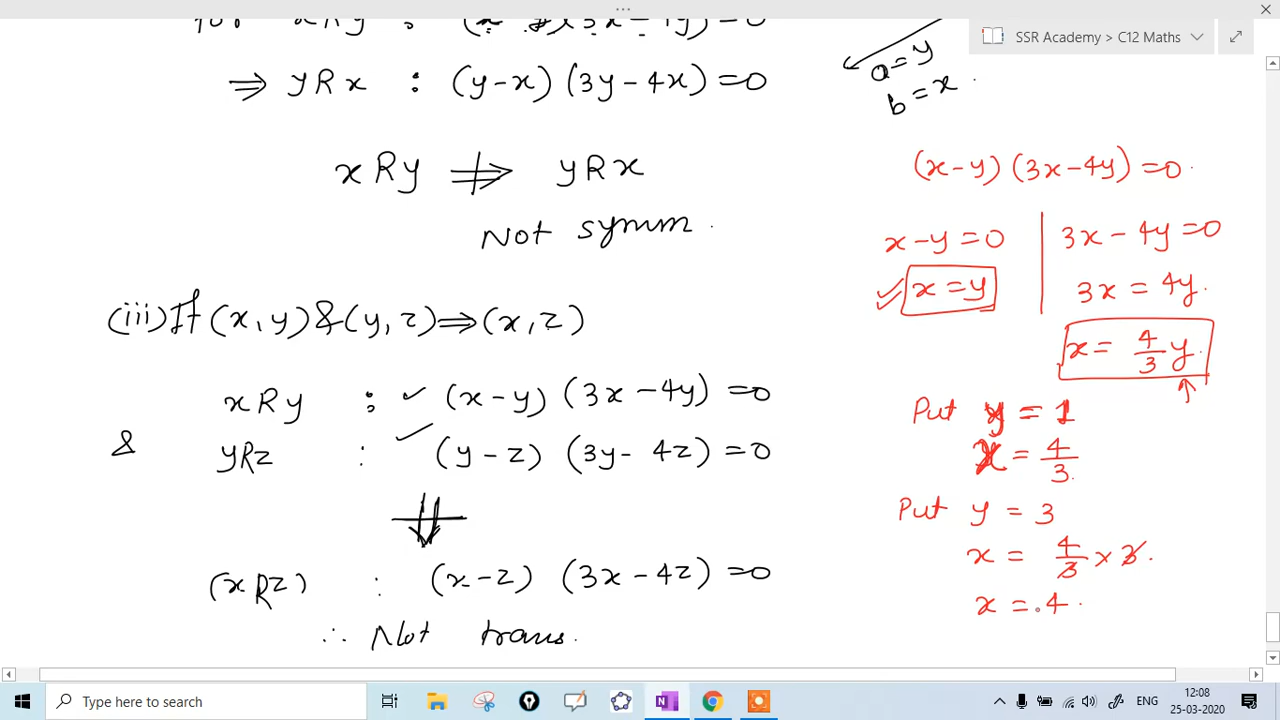 SSR Academy > C12 Maths
⇒ yRx : (y-x) (3y-4x) =0
a = y
b = x
xRy ⇏ yRx
Not symm.
(iii) If (x,y) & (y,z) ⇒ (x,z)
xRy : ✓ (x-y) (3x-4y) =0
& yRz : ✓ (y-z) (3y-4z) =0
(xRz) : (x-z) (3x-4z) =0
∴ Not trans.
(x-y) (3x-4y) =0
x-y=0 | 3x-4y=0
✓ x=y | 3x = 4y.
x = 4/3 y.
Put y = 1
x = 4/3.
Put y = 3
x = 4/3 × 3.
x = 4.
Type here to search
ENG
12:08
25-03-2020